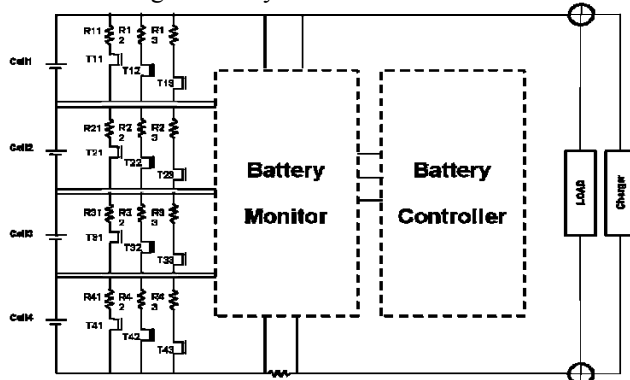 R11 R1 2 R1 3
Cell1
T11
T12
T13
R21 R2 2 R2 3
Cell2
T21
T22
T23
R31 R3 2 R3 3
Cell3
T31
T32
T33
R41 R4 2 R4 3
Cell4
T41
T42
T43
Battery
Monitor
Battery
Controller
LOAD
Charger